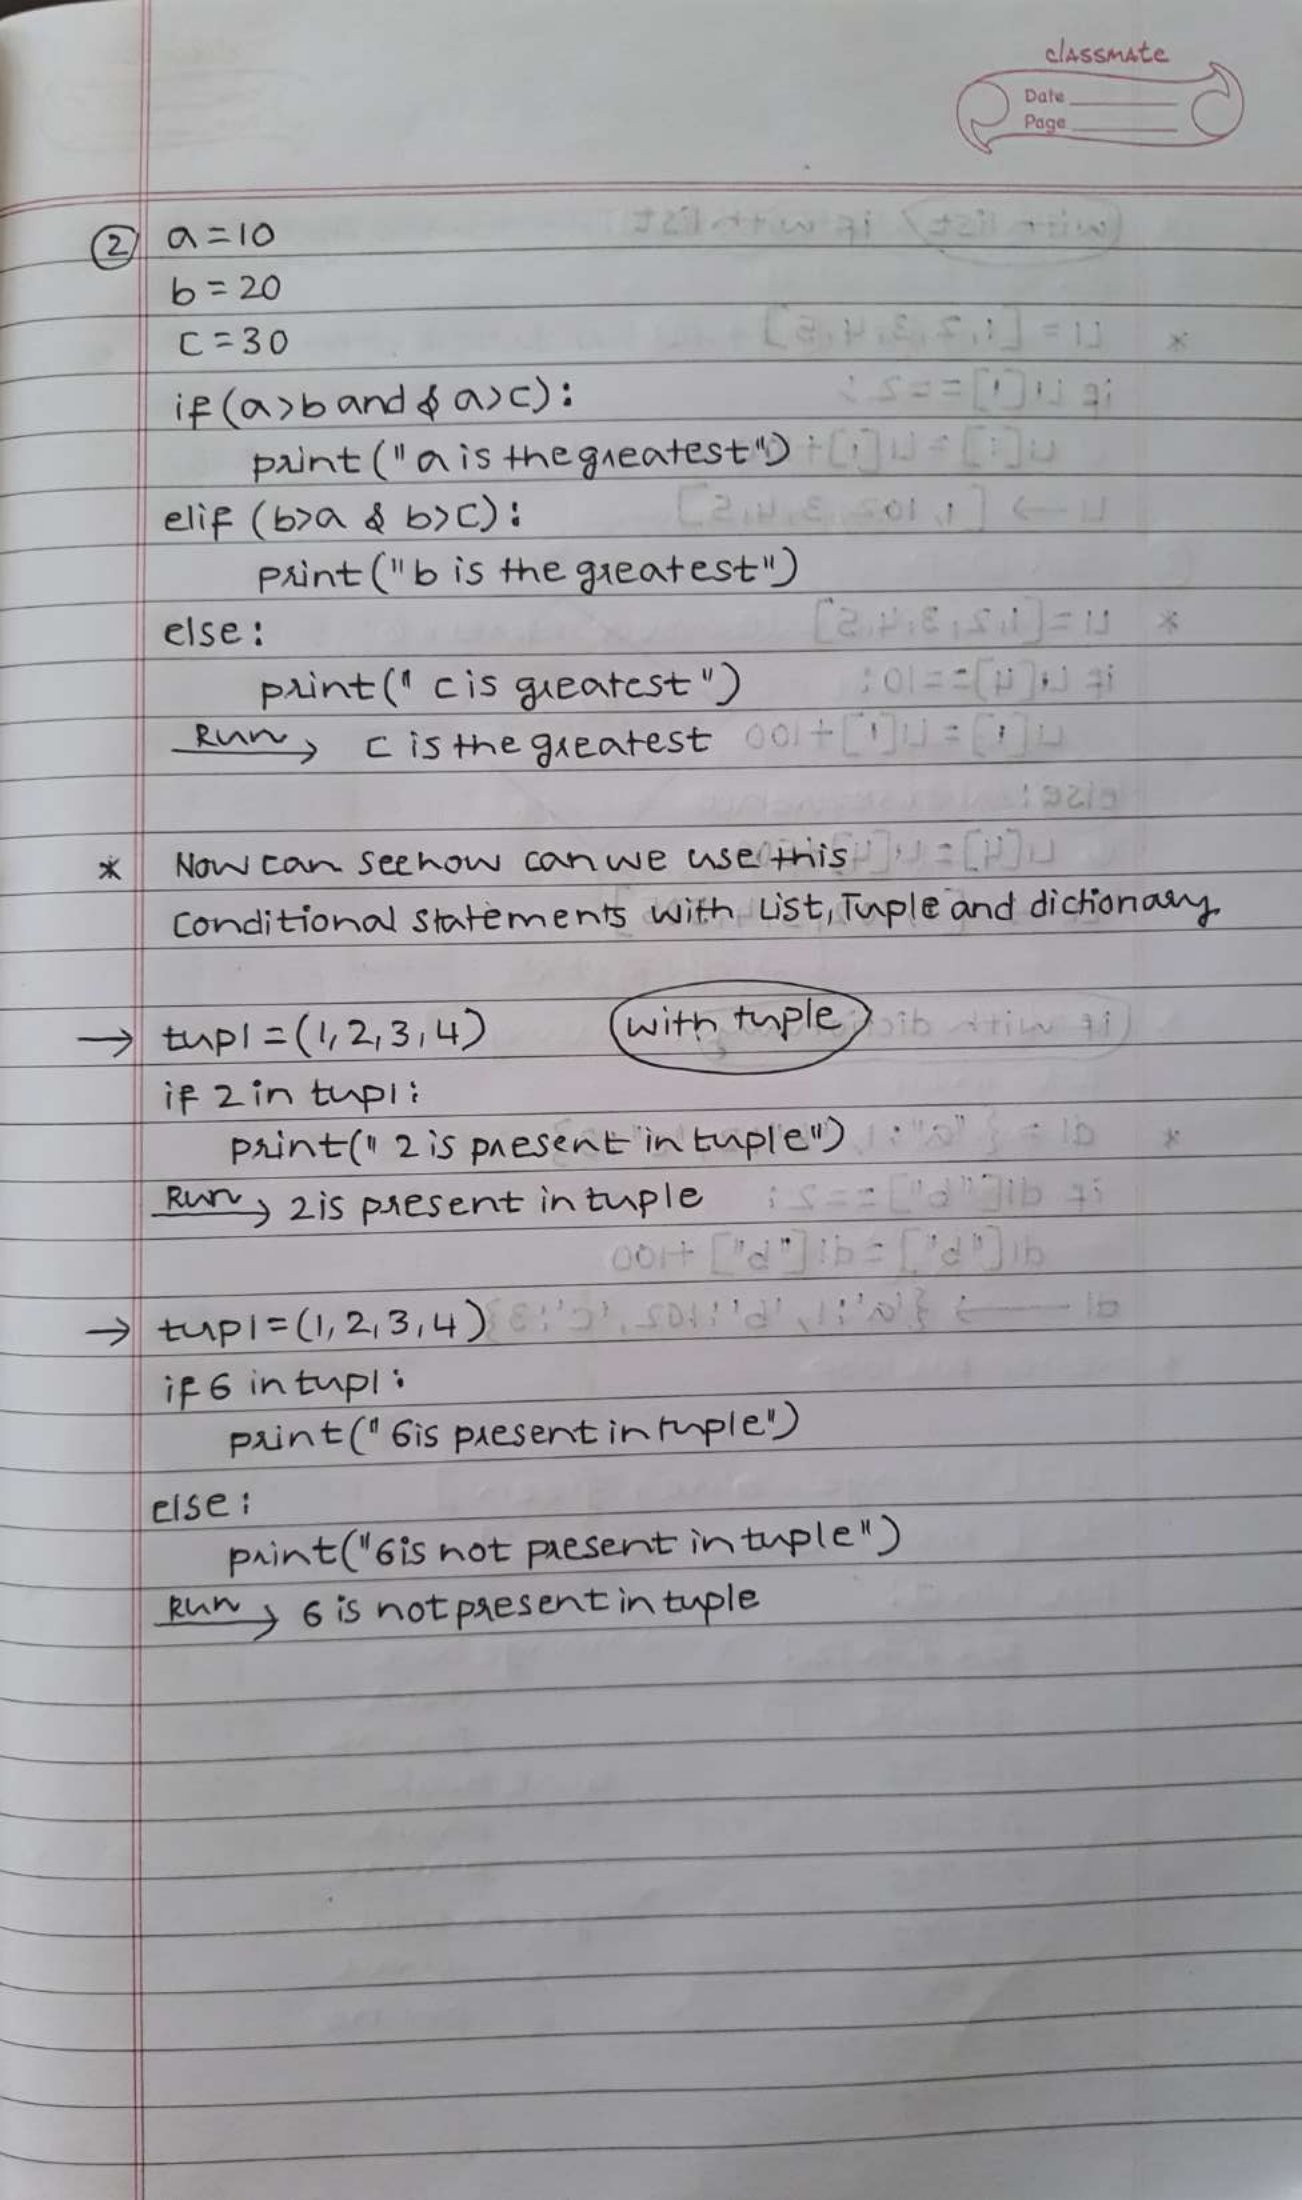 classmate
Date
Page
② a=10
b=20
c=30
if (a>b and & a>c):
print ("a is the greatest")
elif (b>a & b>c):
print ("b is the greatest")
else:
print (" c is greatest")
Run→ c is the greatest
* Now can see how can we use this
conditional statements with List, Tuple and dictionary.
→ tup1=(1,2,3,4) with tuple
if 2 in tup1:
print(" 2 is present in tuple")
Run→ 2 is present in tuple
→ tup1=(1,2,3,4)
if 6 in tup1:
print(" 6 is present in tuple")
else:
print("6 is not present in tuple")
Run→ 6 is not present in tuple